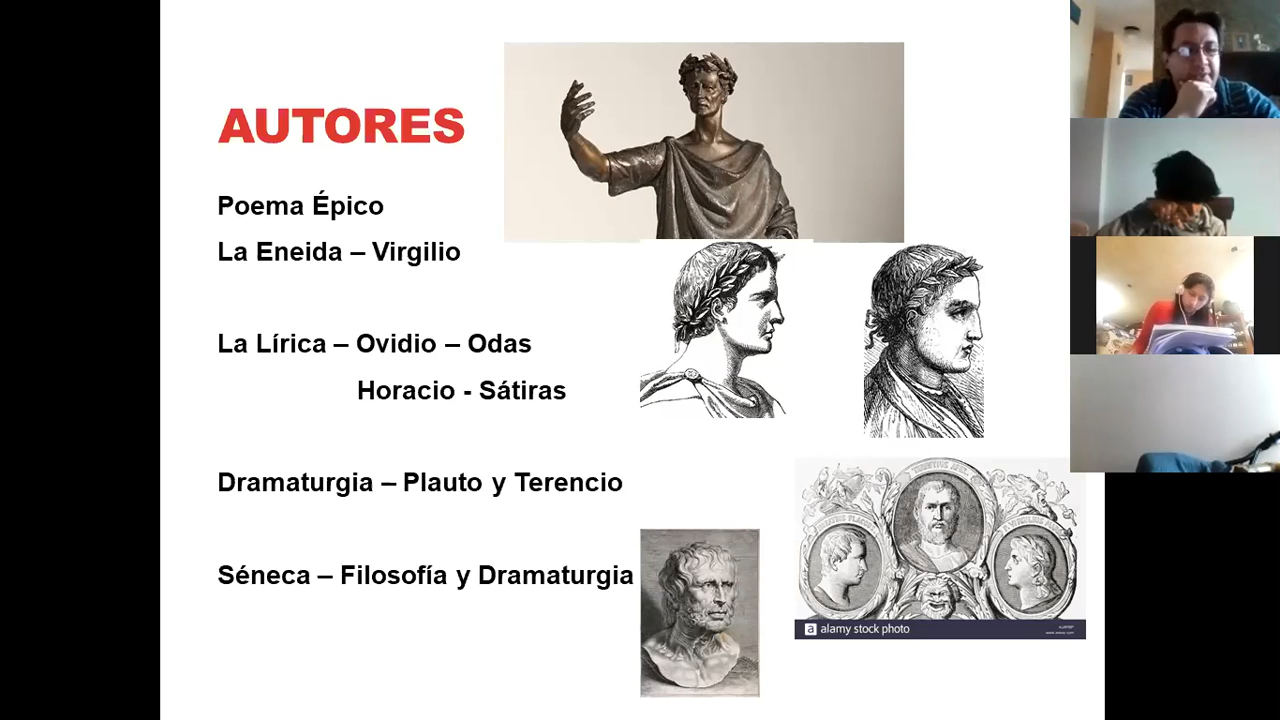 AUTORES
Poema Épico
La Eneida – Virgilio
La Lírica – Ovidio – Odas
Horacio - Sátiras
Dramaturgia – Plauto y Terencio
Séneca – Filosofía y Dramaturgia
a alamy stock photo